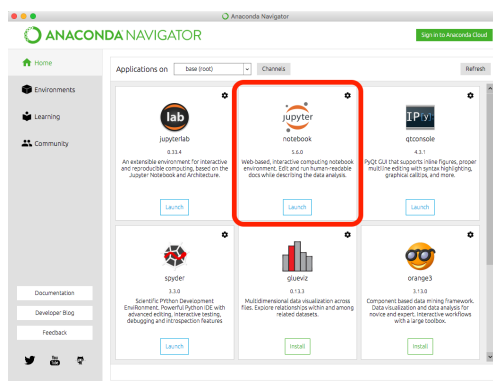 Anaconda Navigator
ANACONDA NAVIGATOR
Sign in to Anaconda Cloud
Home
Environments
Learning
Community
Documentation
Developer Blog
Feedback
You
Tube
Applications on
base (root)
Channels
Refresh
lab
jupyterlab
0.33.4
An extensible environment for interactive
and reproducible computing, based on the
Jupyter Notebook and Architecture.
Launch
jupyter
notebook
5.6.0
Web-based, interactive computing notebook
environment. Edit and run human-readable
docs while describing the data analysis.
Launch
IP[y]:
qtconsole
4.3.1
PyQt GUI that supports inline figures, proper
multiline editing with syntax highlighting,
graphical calltips, and more.
Launch
spyder
3.3.0
Scientific PYthon Development
EnviRonment. Powerful Python IDE with
advanced editing, interactive testing,
debugging and introspection features
Launch
glueviz
0.13.3
Multidimensional data visualization across
files. Explore relationships within and among
related datasets.
Install
orange3
3.13.0
Component based data mining framework.
Data visualization and data analysis for
novice and expert. Interactive workflows
with a large toolbox.
Install